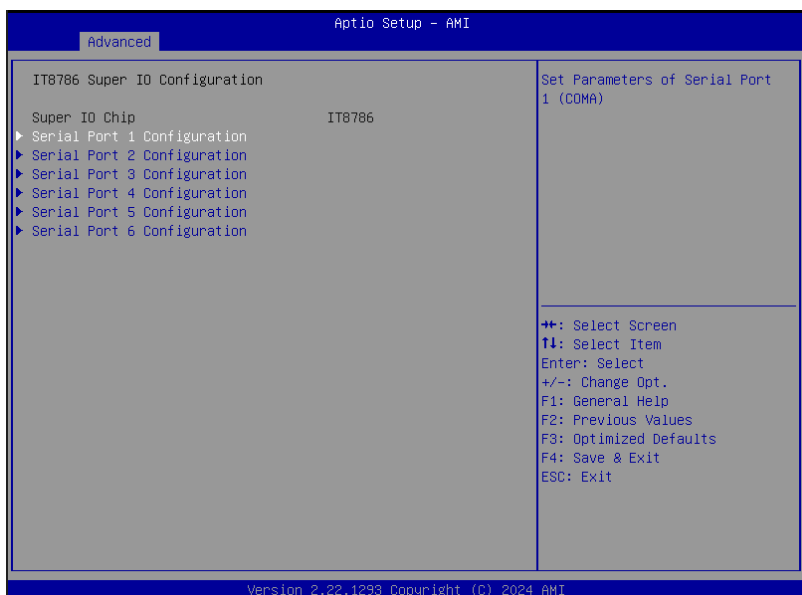 Aptio Setup – AMI
Advanced
IT8786 Super IO Configuration
Super IO Chip IT8786
Serial Port 1 Configuration
Serial Port 2 Configuration
Serial Port 3 Configuration
Serial Port 4 Configuration
Serial Port 5 Configuration
Serial Port 6 Configuration
Set Parameters of Serial Port
1 (COMA)
→←: Select Screen
↑↓: Select Item
Enter: Select
+/-: Change Opt.
F1: General Help
F2: Previous Values
F3: Optimized Defaults
F4: Save & Exit
ESC: Exit
Version 2.22.1293 Copyright (C) 2024 AMI